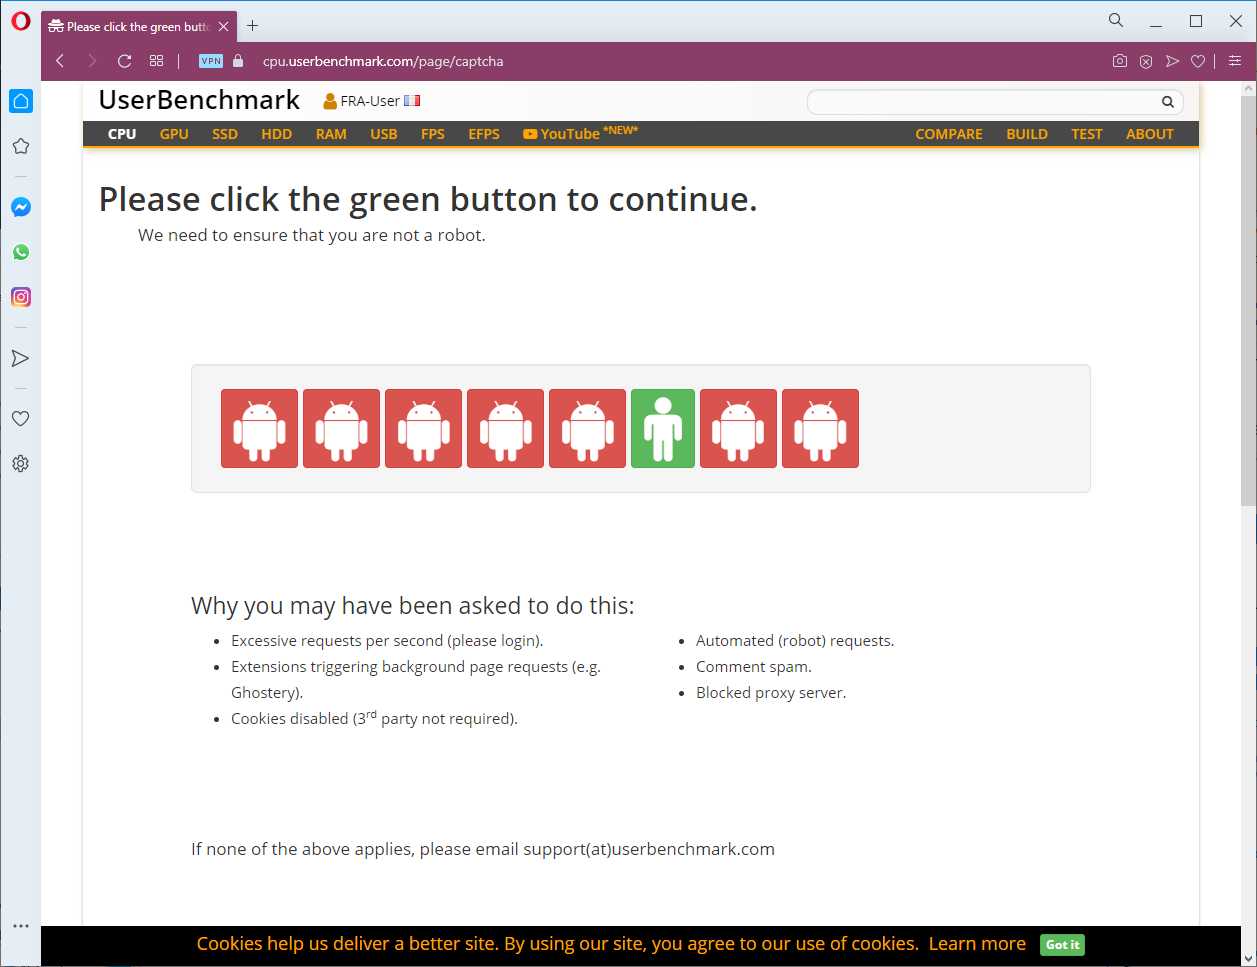 Please click the green butto
VPN
cpu.userbenchmark.com/page/captcha
UserBenchmark
FRA-User
CPU GPU SSD HDD RAM USB FPS EFPS YouTube *NEW* COMPARE BUILD TEST ABOUT
Please click the green button to continue.
We need to ensure that you are not a robot.
Why you may have been asked to do this:
Excessive requests per second (please login).
Extensions triggering background page requests (e.g.
Ghostery).
Cookies disabled (3rd party not required).
Automated (robot) requests.
Comment spam.
Blocked proxy server.
If none of the above applies, please email support(at)userbenchmark.com
Cookies help us deliver a better site. By using our site, you agree to our use of cookies. Learn more Got it